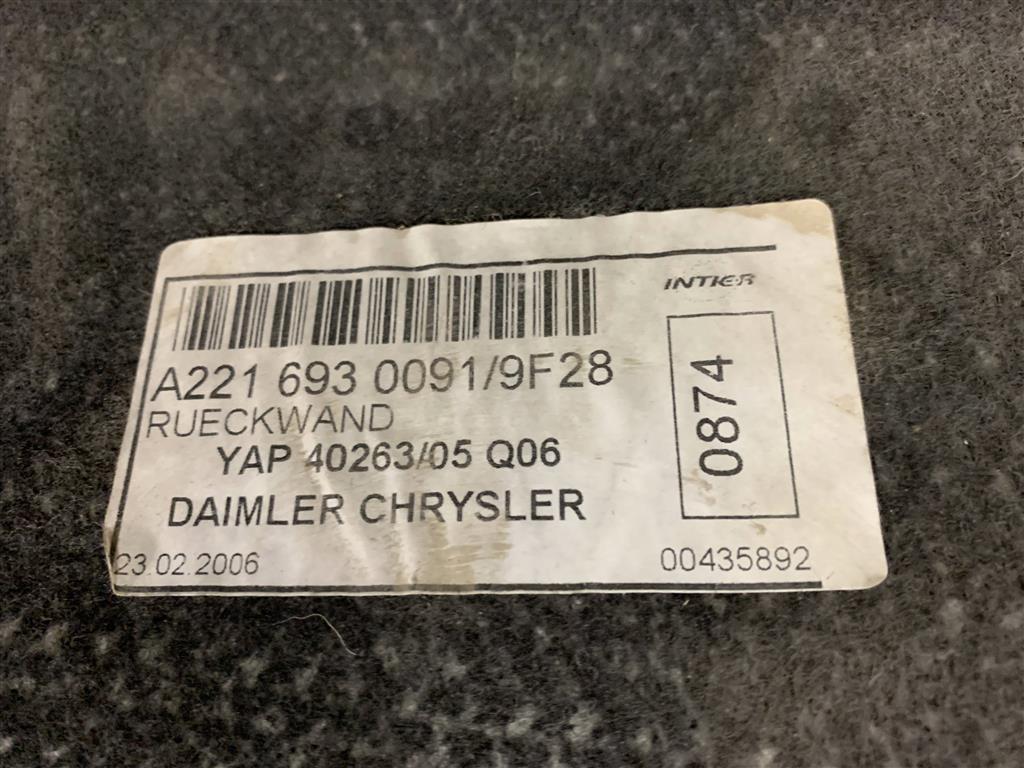 INTIER
A221 693 0091/9F28
RUECKWAND
YAP 40263/05 Q06
0874
DAIMLER CHRYSLER
23.02.2006
00435892